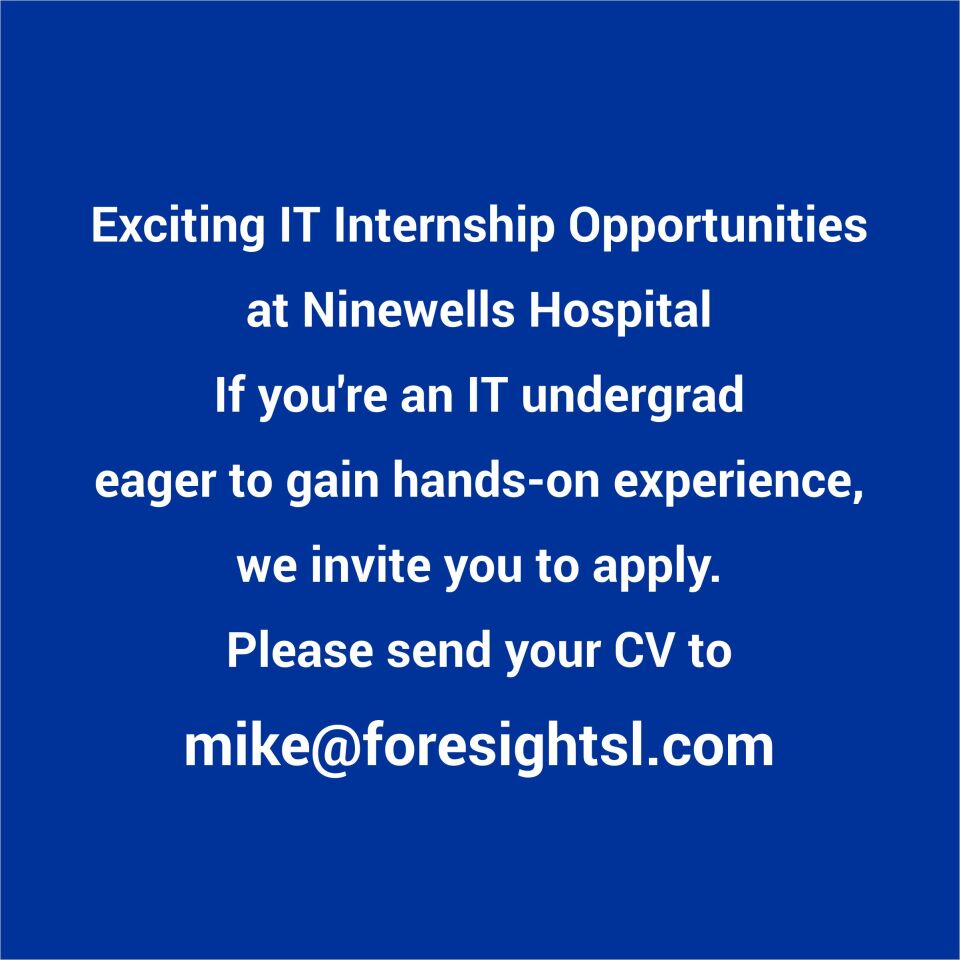 Exciting IT Internship Opportunities
at Ninewells Hospital
If you're an IT undergrad
eager to gain hands-on experience,
we invite you to apply.
Please send your CV to
mike@foresightsl.com